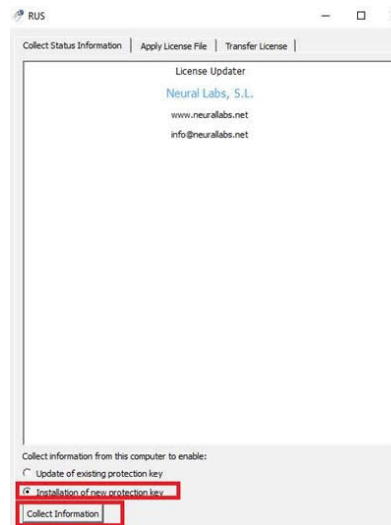 RUS
Collect Status Information | Apply License File | Transfer License |
License Updater
Neural Labs, S.L.
www.neurallabs.net
info@neurallabs.net
Collect information from this computer to enable:
Update of existing protection key
Installation of new protection key
Collect Information